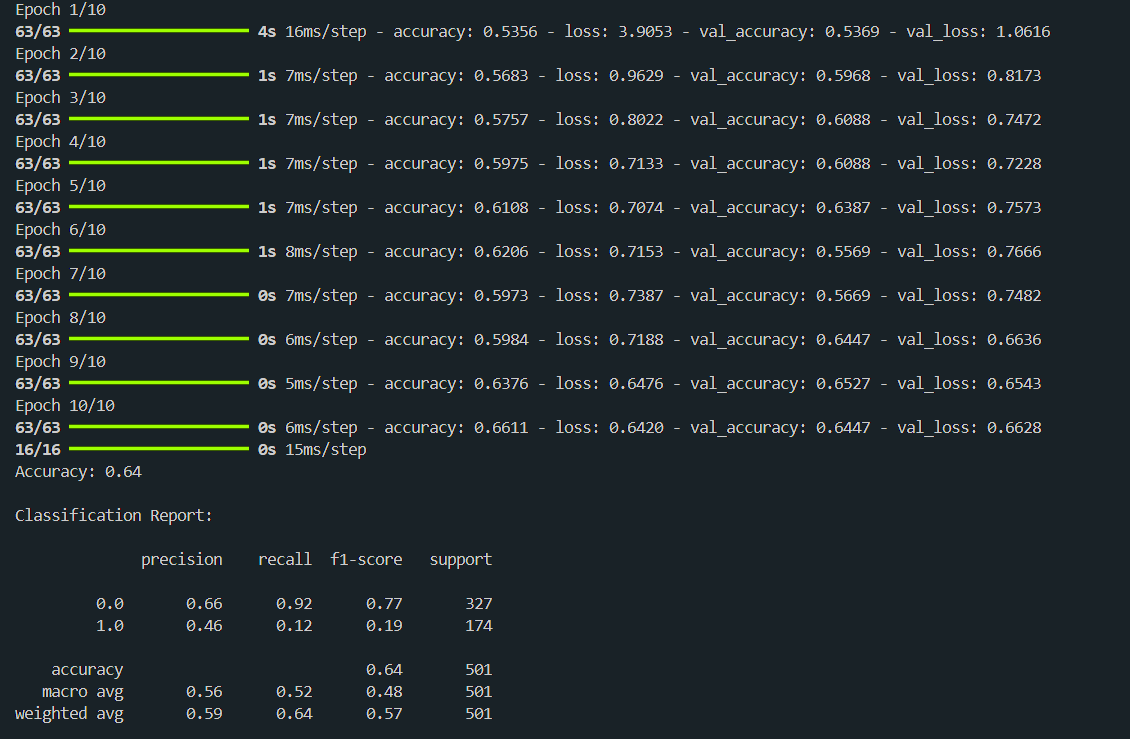 Epoch 1/10
63/63 4s 16ms/step - accuracy: 0.5356 - loss: 3.9053 - val_accuracy: 0.5369 - val_loss: 1.0616
Epoch 2/10
63/63 1s 7ms/step - accuracy: 0.5683 - loss: 0.9629 - val_accuracy: 0.5968 - val_loss: 0.8173
Epoch 3/10
63/63 1s 7ms/step - accuracy: 0.5757 - loss: 0.8022 - val_accuracy: 0.6088 - val_loss: 0.7472
Epoch 4/10
63/63 1s 7ms/step - accuracy: 0.5975 - loss: 0.7133 - val_accuracy: 0.6088 - val_loss: 0.7228
Epoch 5/10
63/63 1s 7ms/step - accuracy: 0.6108 - loss: 0.7074 - val_accuracy: 0.6387 - val_loss: 0.7573
Epoch 6/10
63/63 1s 8ms/step - accuracy: 0.6206 - loss: 0.7153 - val_accuracy: 0.5569 - val_loss: 0.7666
Epoch 7/10
63/63 0s 7ms/step - accuracy: 0.5973 - loss: 0.7387 - val_accuracy: 0.5669 - val_loss: 0.7482
Epoch 8/10
63/63 0s 6ms/step - accuracy: 0.5984 - loss: 0.7188 - val_accuracy: 0.6447 - val_loss: 0.6636
Epoch 9/10
63/63 0s 5ms/step - accuracy: 0.6376 - loss: 0.6476 - val_accuracy: 0.6527 - val_loss: 0.6543
Epoch 10/10
63/63 0s 6ms/step - accuracy: 0.6611 - loss: 0.6420 - val_accuracy: 0.6447 - val_loss: 0.6628
16/16 0s 15ms/step
Accuracy: 0.64
Classification Report:
precision recall f1-score support
0.0 0.66 0.92 0.77 327
1.0 0.46 0.12 0.19 174
accuracy 0.64 501
macro avg 0.56 0.52 0.48 501
weighted avg 0.59 0.64 0.57 501